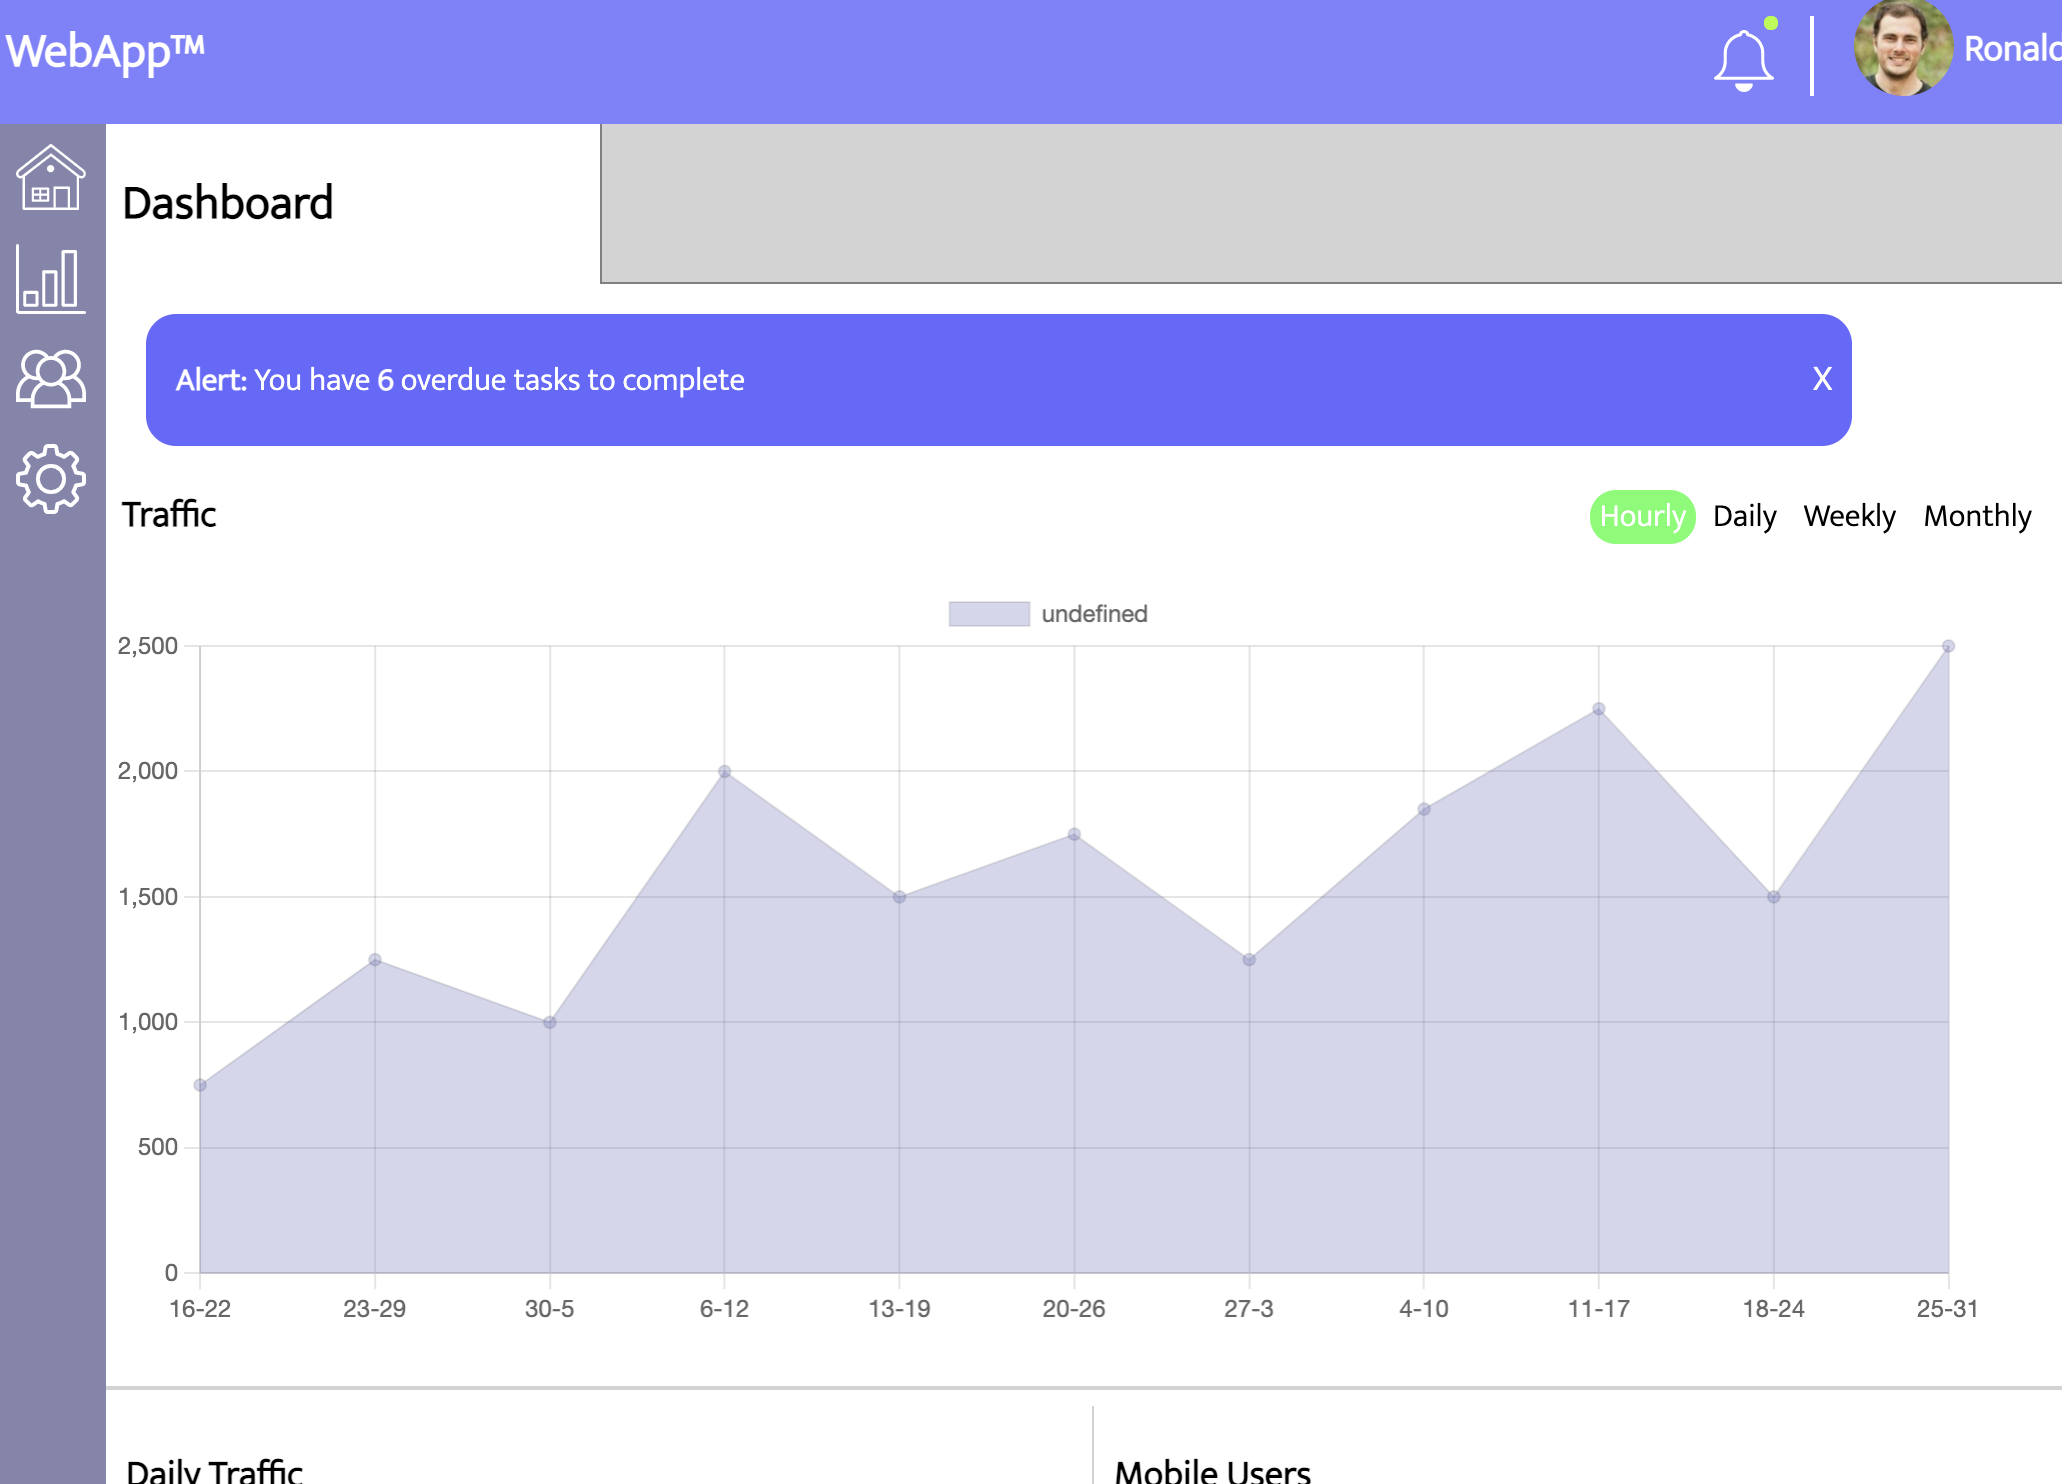 WebApp™
Ronald
Dashboard
Alert: You have 6 overdue tasks to complete
X
Traffic
Hourly Daily Weekly Monthly
undefined
2,500
2,000
1,500
1,000
500
0
16-22 23-29 30-5 6-12 13-19 20-26 27-3 4-10 11-17 18-24 25-31
Daily Traffic
Mobile Users